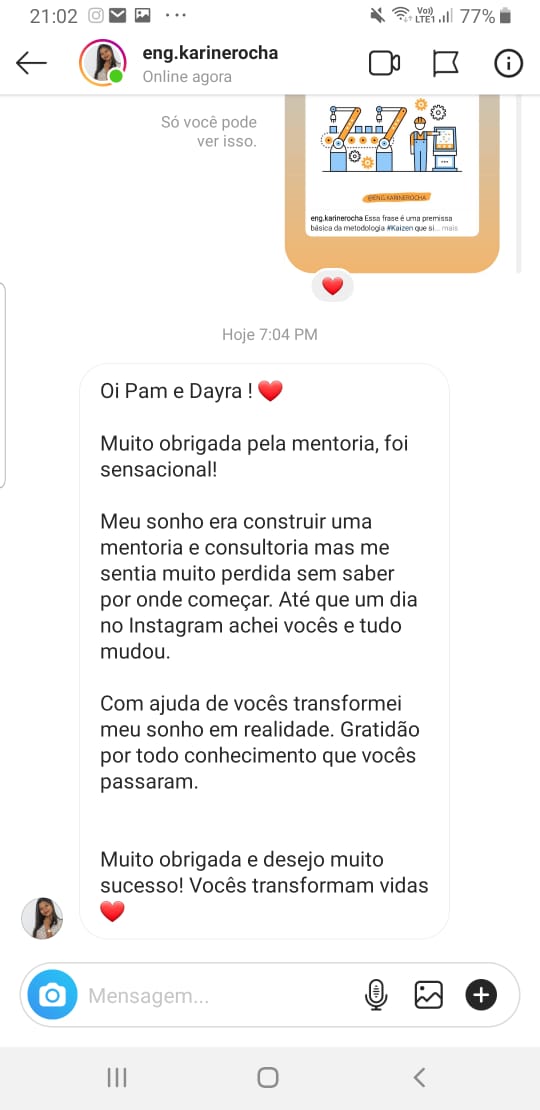 21:02
Vo))
LTE1
77%
eng.karinerocha
Online agora
Só você pode
ver isso.
@ENG.KARINEROCHA
eng.karinerocha Essa frase é uma premissa
básica da metodologia #Kaizen que si... mais
Hoje 7:04 PM
Oi Pam e Dayra ! ❤️
Muito obrigada pela mentoria, foi
sensacional!
Meu sonho era construir uma
mentoria e consultoria mas me
sentia muito perdida sem saber
por onde começar. Até que um dia
no Instagram achei vocês e tudo
mudou.
Com ajuda de vocês transformei
meu sonho em realidade. Gratidão
por todo conhecimento que vocês
passaram.
Muito obrigada e desejo muito
sucesso! Vocês transformam vidas
❤️
Mensagem...